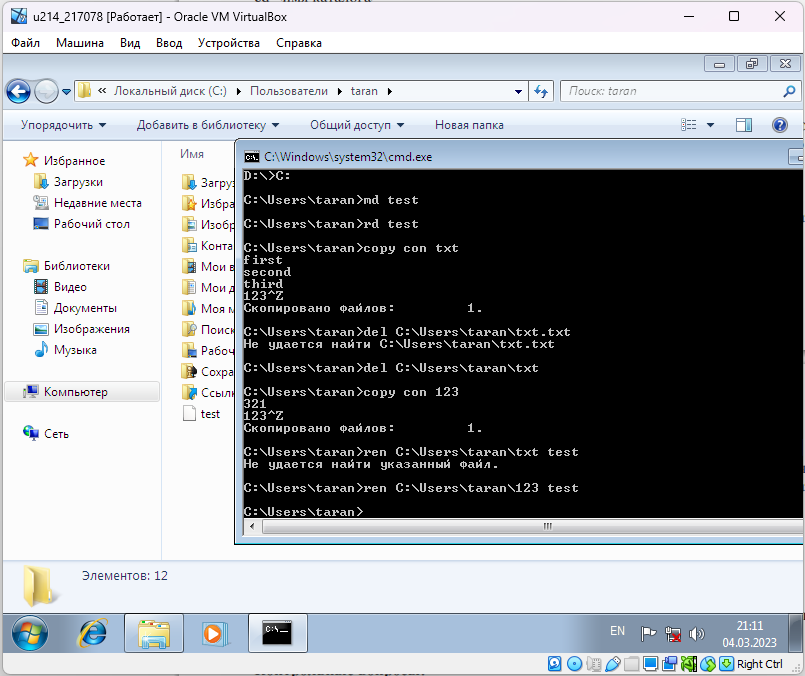 u214_217078 [Работает] - Oracle VM VirtualBox
Файл Машина Вид Ввод Устройства Справка
« Локальный диск (C:) Пользователи taran
Поиск: taran
Упорядочить Добавить в библиотеку Общий доступ Новая папка
Избранное
Загрузки
Недавние места
Рабочий стол
Библиотеки
Видео
Документы
Изображения
Музыка
Компьютер
Сеть
Имя
Загру
Избра
Изобр
Конта
Мои в
Мои д
Моя м
Поиск
Рабоч
Сохра
Ссылк
test
C:\Windows\system32\cmd.exe
D:\>C:
C:\Users\taran>md test
C:\Users\taran>rd test
C:\Users\taran>copy con txt
first
second
third
123^Z
Скопировано файлов: 1.
C:\Users\taran>del C:\Users\taran\txt.txt
Не удается найти C:\Users\taran\txt.txt
C:\Users\taran>del C:\Users\taran\txt
C:\Users\taran>copy con 123
321
123^Z
Скопировано файлов: 1.
C:\Users\taran>ren C:\Users\taran\txt test
Не удается найти указанный файл.
C:\Users\taran>ren C:\Users\taran\123 test
C:\Users\taran>
Элементов: 12
EN
21:11
04.03.2023
Right Ctrl